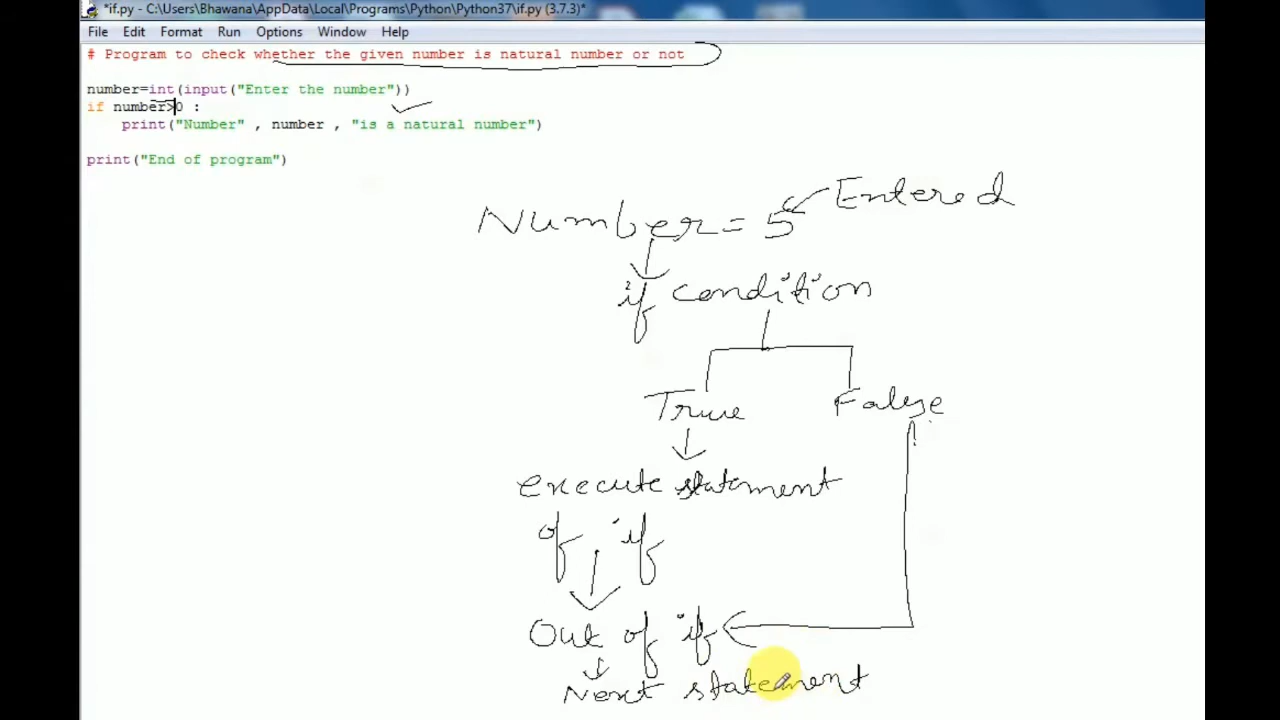 *if.py - C:\Users\Bhawana\AppData\Local\Programs\Python\Python37\if.py (3.7.3)*
File Edit Format Run Options Window Help
# Program to check whether the given number is natural number or not
number=int(input("Enter the number"))
if number>0 :
print("Number" , number , "is a natural number")
print("End of program")
Number = 5 Entered
if condition
True False
execute statement
of if
Out of if
Next statement